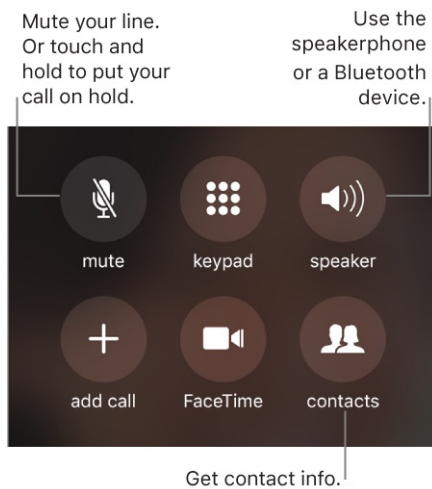 Mute your line.
Or touch and
hold to put your
call on hold.
Use the
speakerphone
or a Bluetooth
device.
mute
keypad
speaker
add call
FaceTime
contacts
Get contact info.